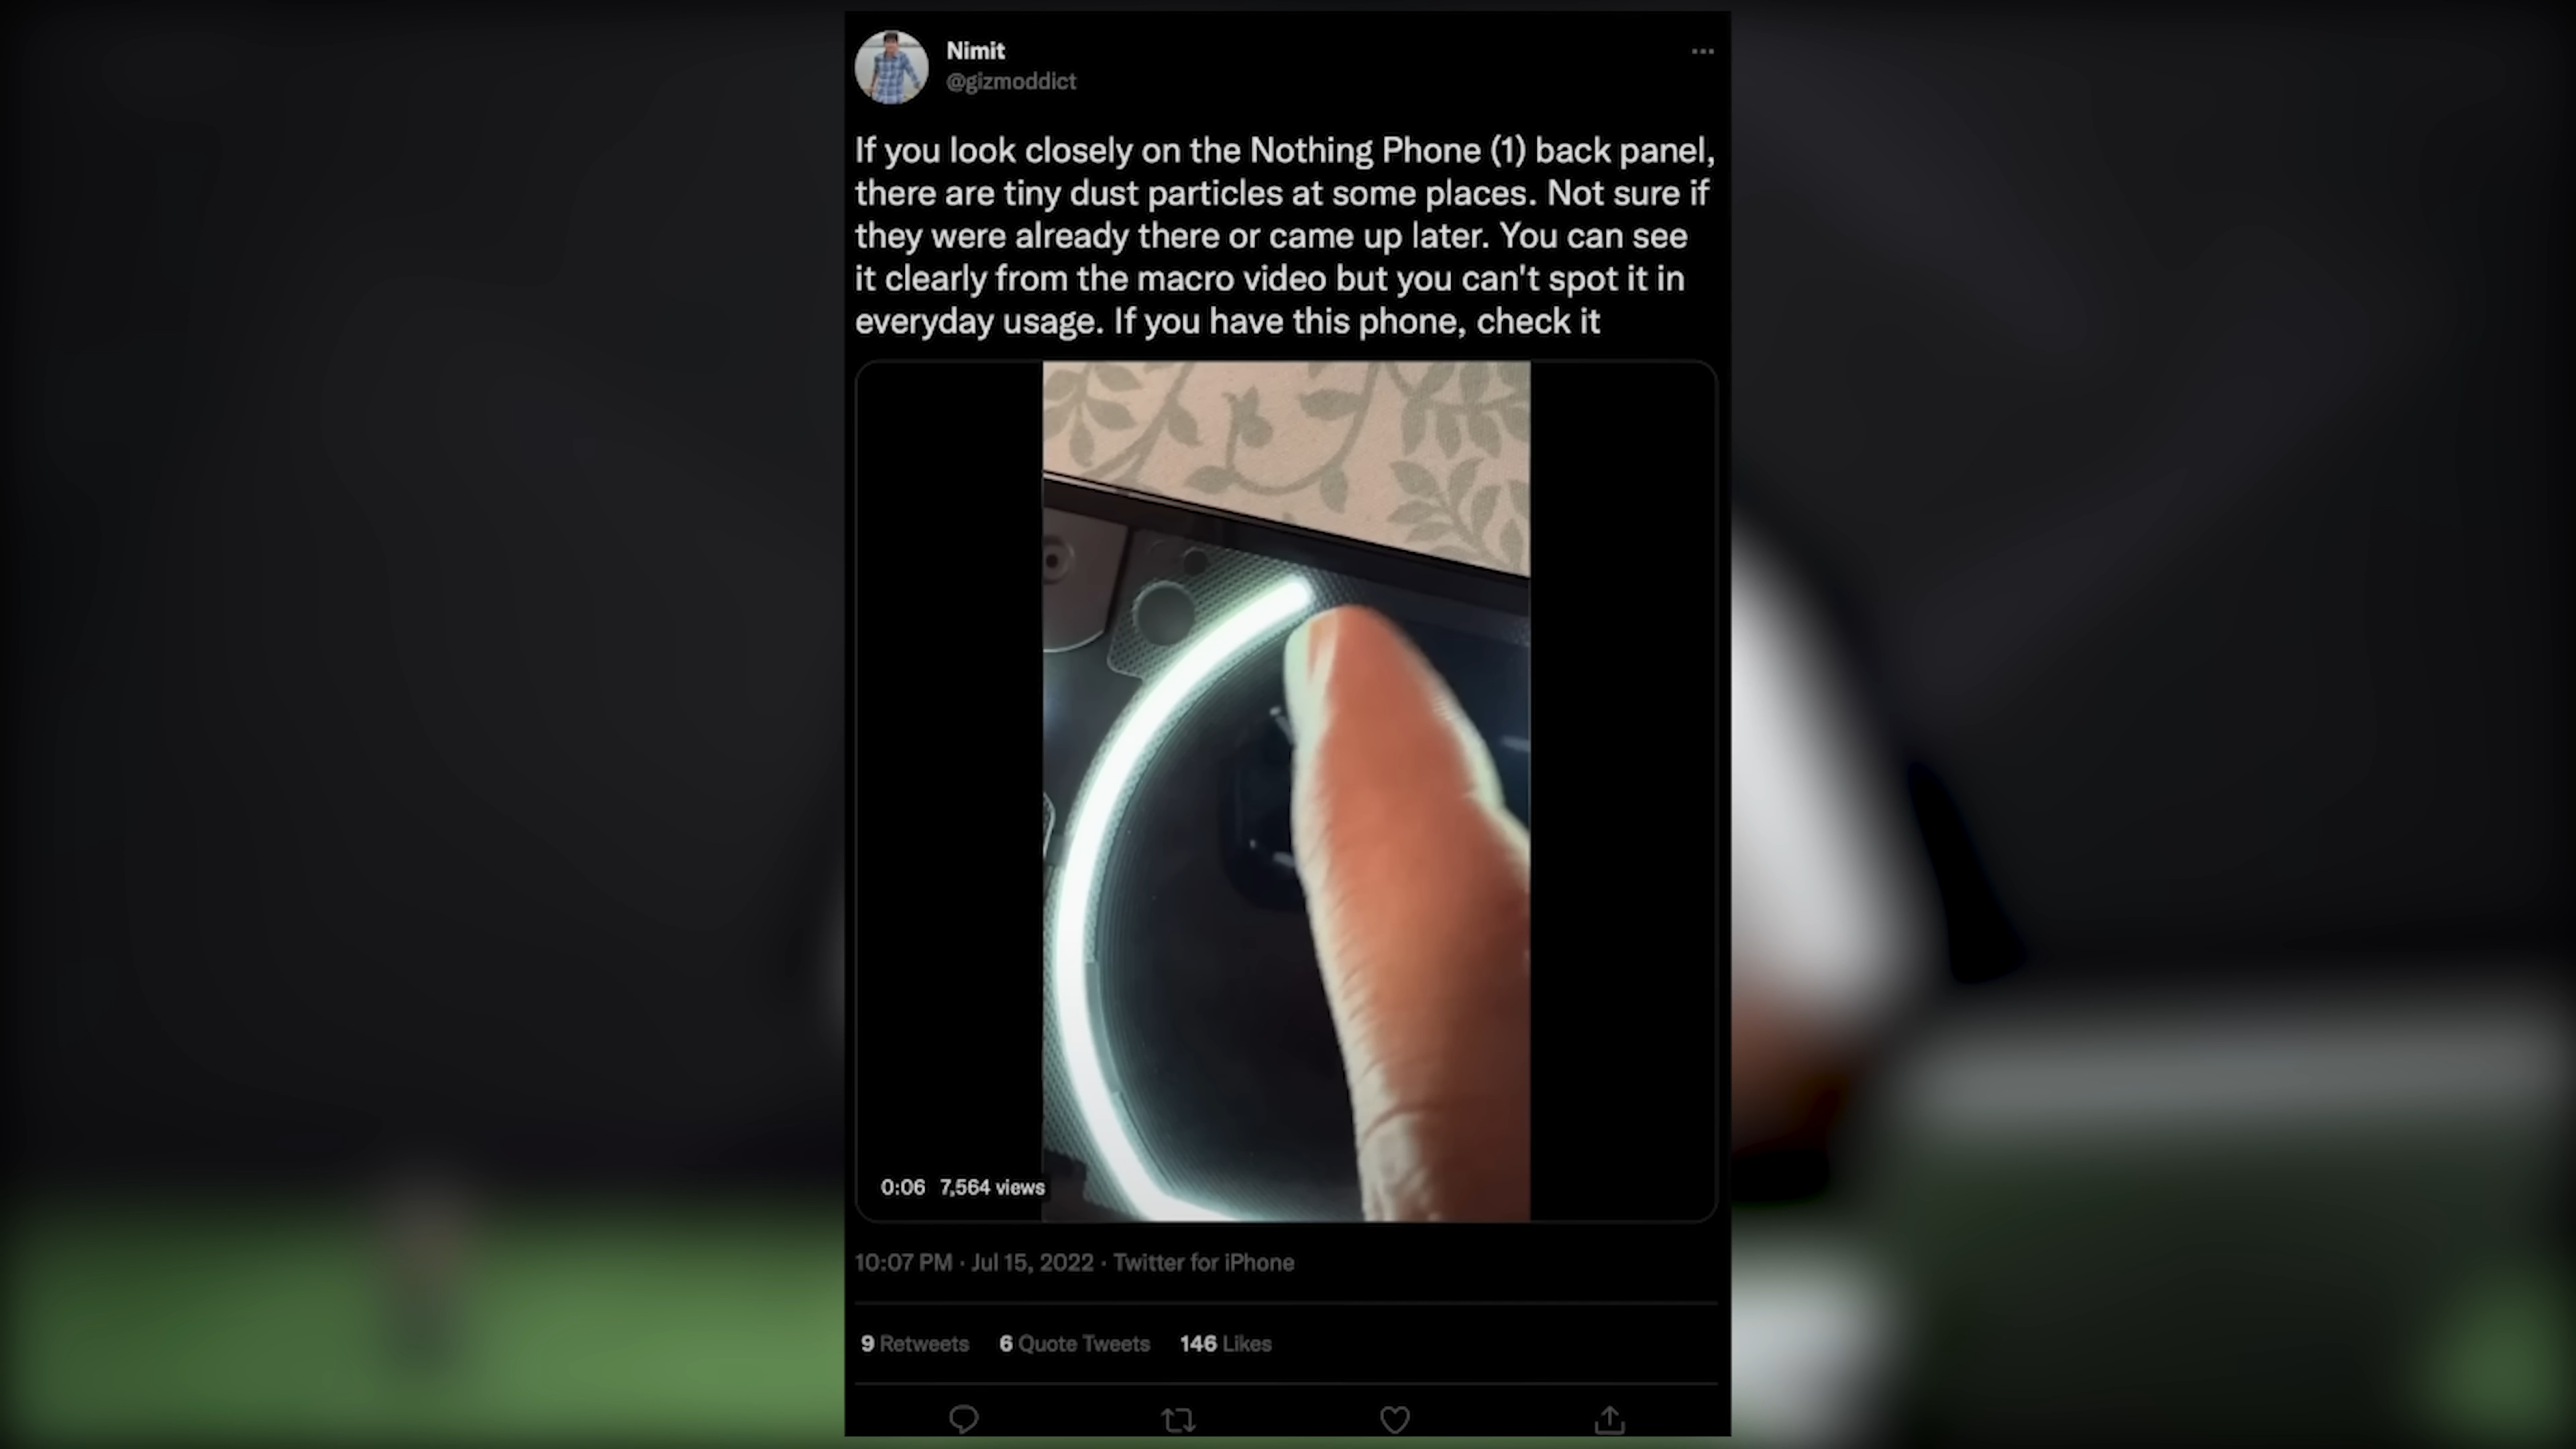 Nimit
@gizmoddict
If you look closely on the Nothing Phone (1) back panel,
there are tiny dust particles at some places. Not sure if
they were already there or came up later. You can see
it clearly from the macro video but you can't spot it in
everyday usage. If you have this phone, check it
0:06 7,564 views
10:07 PM · Jul 15, 2022 · Twitter for iPhone
9 Retweets 6 Quote Tweets 146 Likes